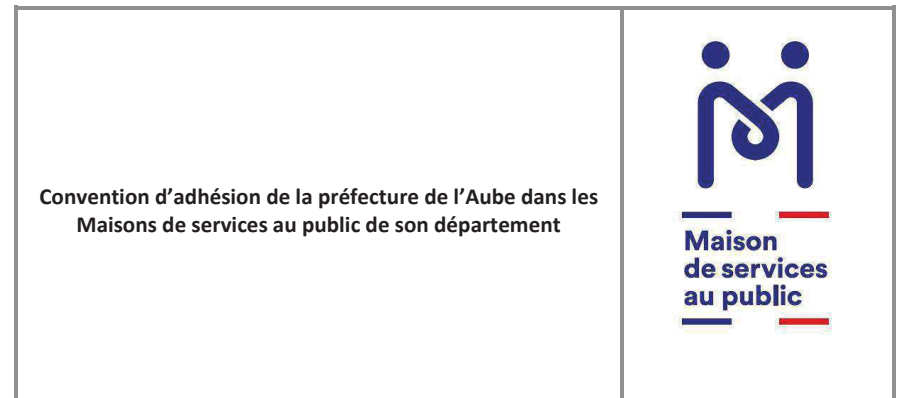 Convention d’adhésion de la préfecture de l’Aube dans les
Maisons de services au public de son département
Maison
de services
au public